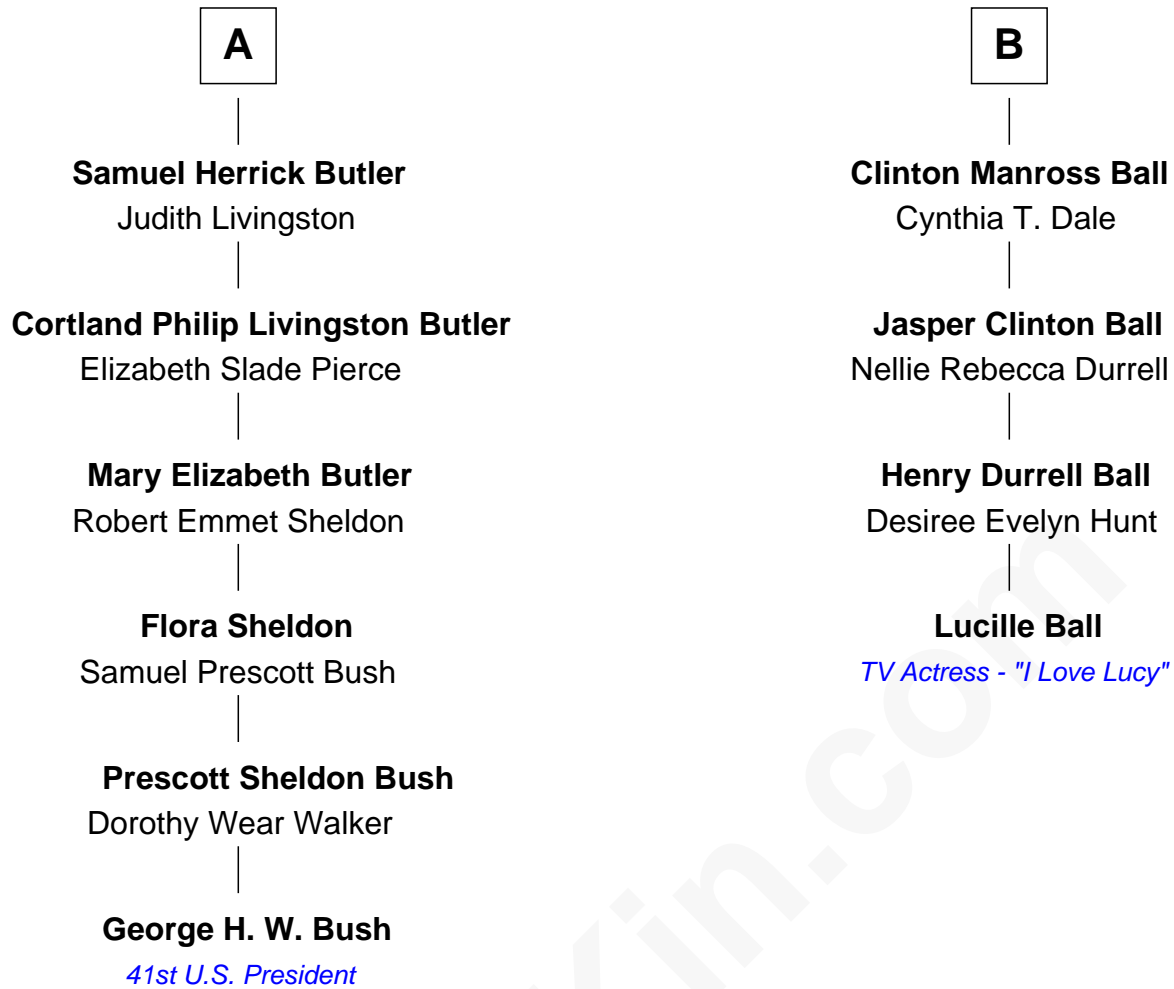 A
Samuel Herrick Butler
Judith Livingston
Cortland Philip Livingston Butler
Elizabeth Slade Pierce
Mary Elizabeth Butler
Robert Emmet Sheldon
Flora Sheldon
Samuel Prescott Bush
Prescott Sheldon Bush
Dorothy Wear Walker
George H. W. Bush
41st U.S. President
B
Clinton Manross Ball
Cynthia T. Dale
Jasper Clinton Ball
Nellie Rebecca Durrell
Henry Durrell Ball
Desiree Evelyn Hunt
Lucille Ball
TV Actress - "I Love Lucy"